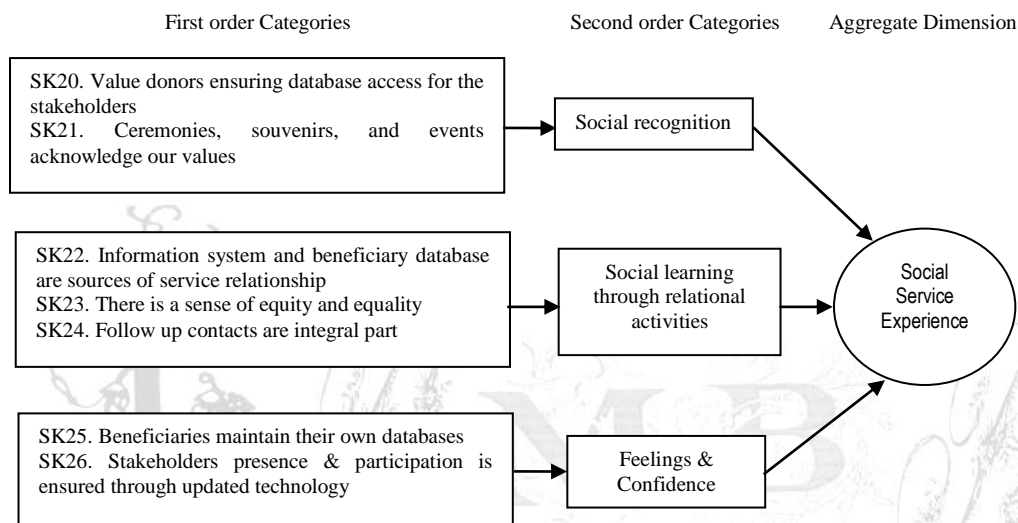 First order Categories
Second order Categories
Aggregate Dimension
SK20. Value donors ensuring database access for the
stakeholders
SK21. Ceremonies, souvenirs, and events
acknowledge our values
Social recognition
SK22. Information system and beneficiary database
are sources of service relationship
SK23. There is a sense of equity and equality
SK24. Follow up contacts are integral part
Social learning
through relational
activities
Social
Service
Experience
SK25. Beneficiaries maintain their own databases
SK26. Stakeholders presence & participation is
ensured through updated technology
Feelings &
Confidence